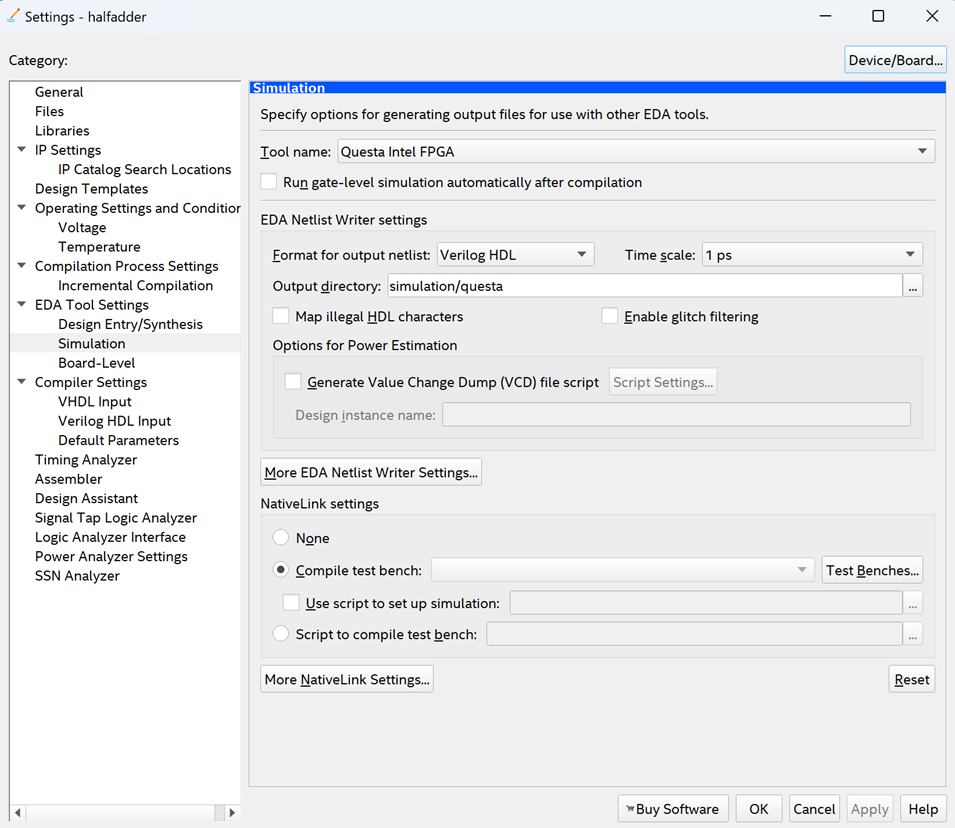 Settings - halfadder
Category:
Device/Board...
General
Files
Libraries
IP Settings
IP Catalog Search Locations
Design Templates
Operating Settings and Condition
Voltage
Temperature
Compilation Process Settings
Incremental Compilation
EDA Tool Settings
Design Entry/Synthesis
Simulation
Board-Level
Compiler Settings
VHDL Input
Verilog HDL Input
Default Parameters
Timing Analyzer
Assembler
Design Assistant
Signal Tap Logic Analyzer
Logic Analyzer Interface
Power Analyzer Settings
SSN Analyzer
Simulation
Specify options for generating output files for use with other EDA tools.
Tool name: Questa Intel FPGA
Run gate-level simulation automatically after compilation
EDA Netlist Writer settings
Format for output netlist: Verilog HDL Time scale: 1 ps
Output directory: simulation/questa ...
Map illegal HDL characters Enable glitch filtering
Options for Power Estimation
Generate Value Change Dump (VCD) file script Script Settings...
Design instance name:
More EDA Netlist Writer Settings...
NativeLink settings
None
Compile test bench: Test Benches...
Use script to set up simulation: ...
Script to compile test bench: ...
More NativeLink Settings... Reset
Buy Software OK Cancel Apply Help